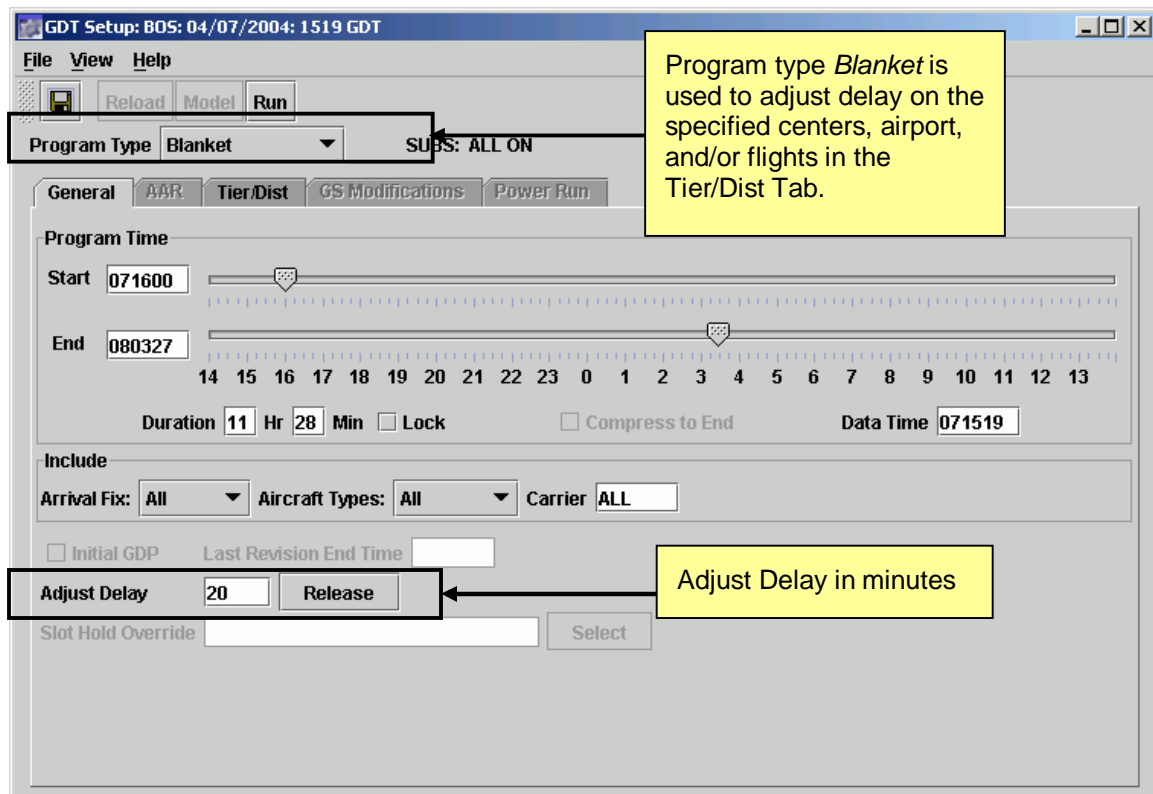 GDT Setup: BOS: 04/07/2004: 1519 GDT
File View Help
Reload Model Run
Program Type Blanket SUBS: ALL ON
Program type Blanket is
used to adjust delay on the
specified centers, airport,
and/or flights in the
Tier/Dist Tab.
General AAR Tier/Dist GS Modifications Power Run
Program Time
Start 071600
End 080327
14 15 16 17 18 19 20 21 22 23 0 1 2 3 4 5 6 7 8 9 10 11 12 13
Duration 11 Hr 28 Min Lock Compress to End Data Time 071519
Include
Arrival Fix: All Aircraft Types: All Carrier ALL
Initial GDP Last Revision End Time
Adjust Delay 20 Release
Adjust Delay in minutes
Slot Hold Override Select